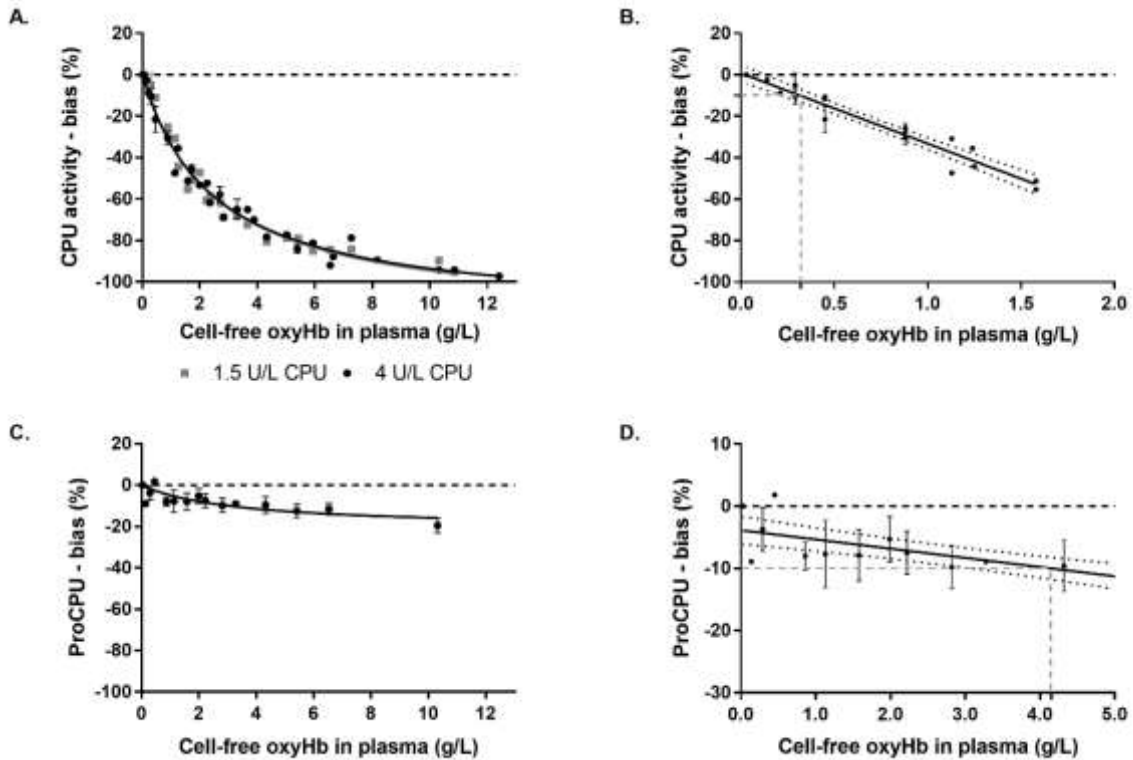 A.
20
0
-20
-40
-60
-80
-100
CPU activity - bias (%)
0 2 4 6 8 10 12
Cell-free oxyHb in plasma (g/L)
1.5 U/L CPU 4 U/L CPU
B.
20
0
-20
-40
-60
-80
-100
CPU activity - bias (%)
0.0 0.5 1.0 1.5 2.0
Cell-free oxyHb in plasma (g/L)
C.
20
0
-20
-40
-60
-80
-100
ProCPU - bias (%)
0 2 4 6 8 10 12
Cell-free oxyHb in plasma (g/L)
D.
10
0
-10
-20
-30
ProCPU - bias (%)
0.0 1.0 2.0 3.0 4.0 5.0
Cell-free oxyHb in plasma (g/L)